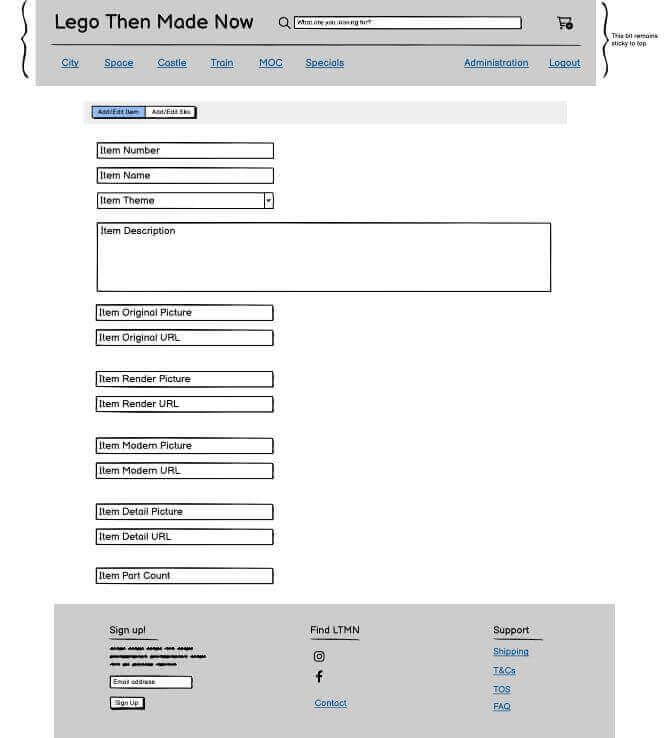 Lego Then Made Now
What are you looking for?
This bit remains
sticky to top
City Space Castle Train MOC Specials Administration Logout
Add/Edit Item Add/Edit Sku
Item Number
Item Name
Item Theme
Item Description
Item Original Picture
Item Original URL
Item Render Picture
Item Render URL
Item Modern Picture
Item Modern URL
Item Detail Picture
Item Detail URL
Item Part Count
Sign up! Find LTMN Support
Shipping
T&Cs
Email address
TOS
Sign Up Contact FAQ